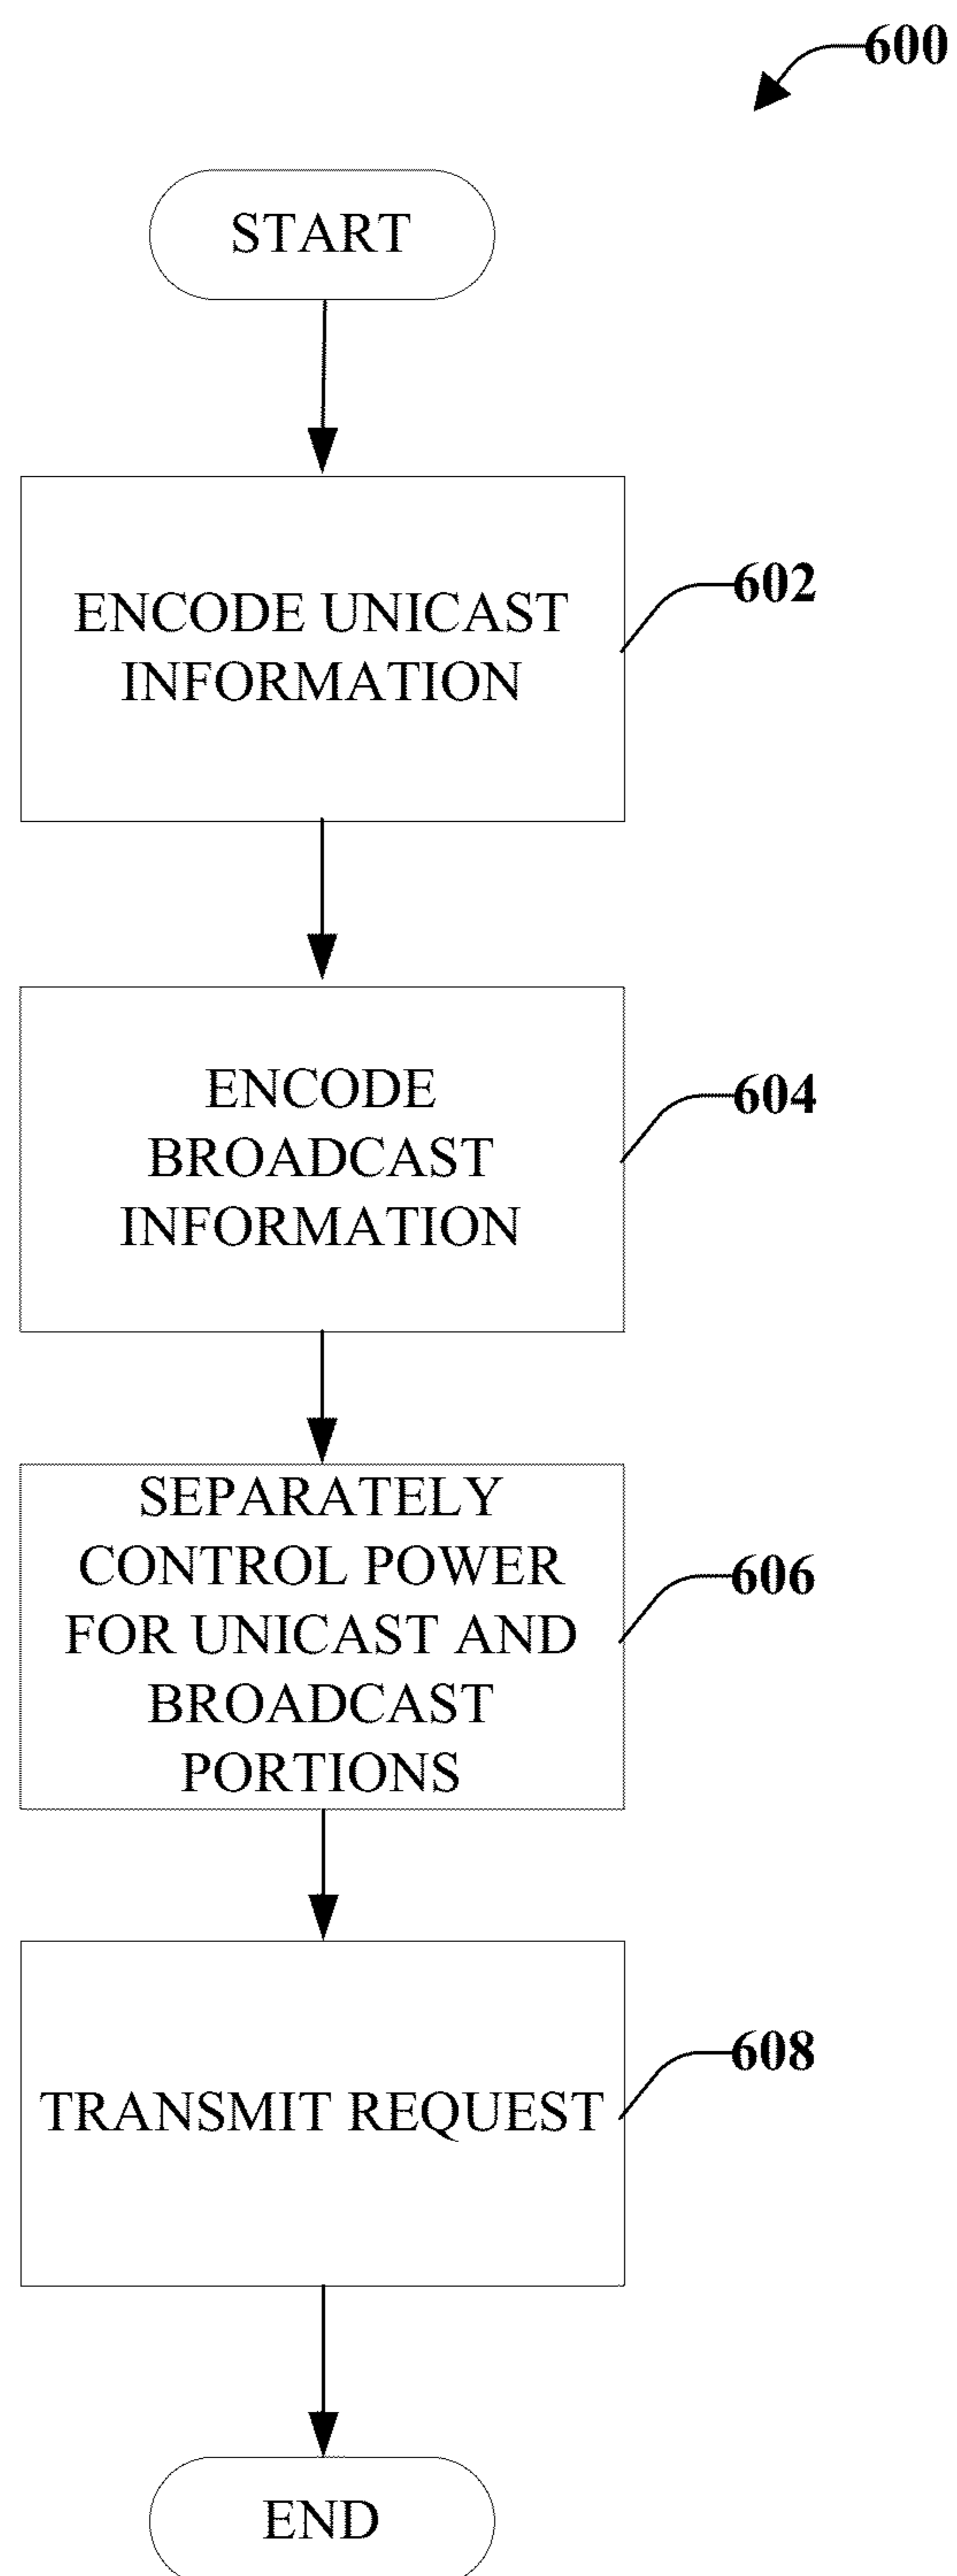 600
START
ENCODE UNICAST
INFORMATION
602
ENCODE
BROADCAST
INFORMATION
604
SEPARATELY
CONTROL POWER
FOR UNICAST AND
BROADCAST
PORTIONS
606
TRANSMIT REQUEST
608
END